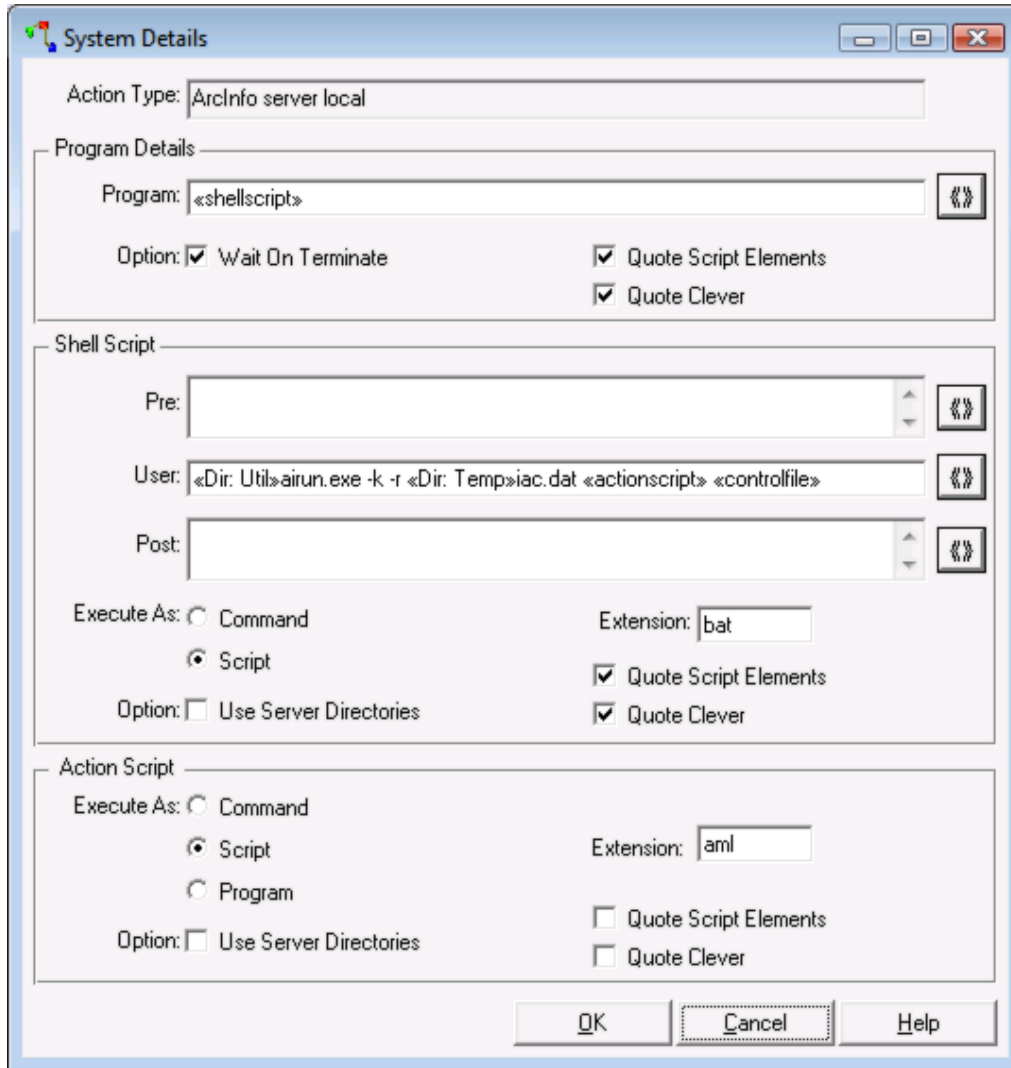 System Details
Action Type: ArcInfo server local
Program Details
Program: «shellscript» «»
Option: Wait On Terminate Quote Script Elements
Quote Clever
Shell Script
Pre: «»
User: «Dir: Util»airun.exe -k -r «Dir: Temp»iac.dat «actionscript» «controlfile» «»
Post: «»
Execute As: Command Extension: bat
Script Quote Script Elements
Option: Use Server Directories Quote Clever
Action Script
Execute As: Command
Script Extension: aml
Program Quote Script Elements
Option: Use Server Directories Quote Clever
OK Cancel Help